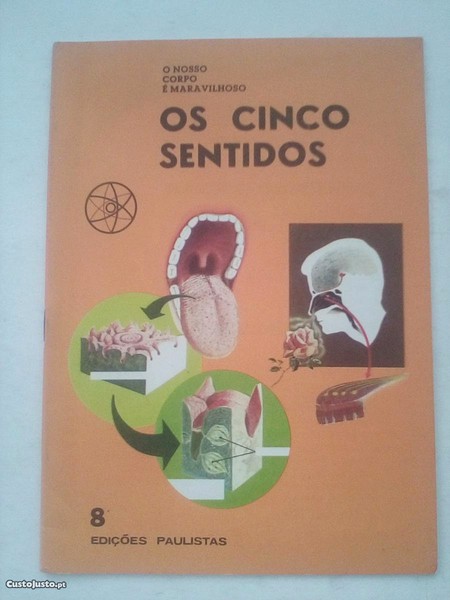 O NOSSO
CORPO
É MARAVILHOSO
OS CINCO
SENTIDOS
8
EDIÇÕES PAULISTAS
CustoJusto.pt